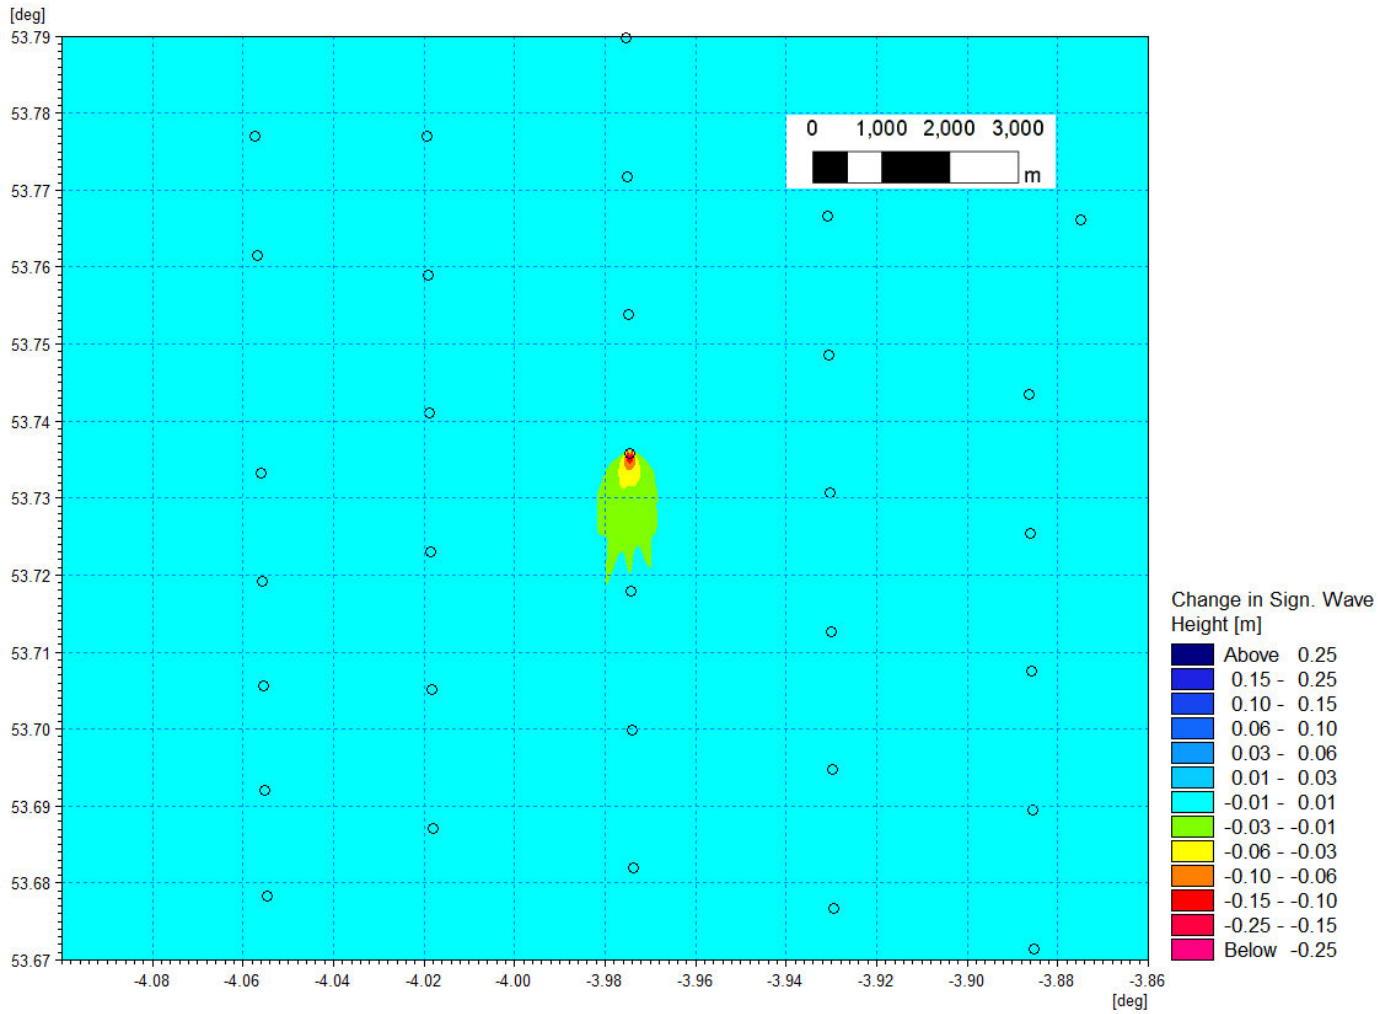 [deg]
53.79
53.78
53.77
53.76
53.75
53.74
53.73
53.72
53.71
53.70
53.69
53.68
53.67
0 1,000 2,000 3,000
m
-4.08 -4.06 -4.04 -4.02 -4.00 -3.98 -3.96 -3.94 -3.92 -3.90 -3.88 -3.86
[deg]
Change in Sign. Wave
Height [m]
Above 0.25
0.15 - 0.25
0.10 - 0.15
0.06 - 0.10
0.03 - 0.06
0.01 - 0.03
-0.01 - 0.01
-0.03 - -0.01
-0.06 - -0.03
-0.10 - -0.06
-0.15 - -0.10
-0.25 - -0.15
Below -0.25